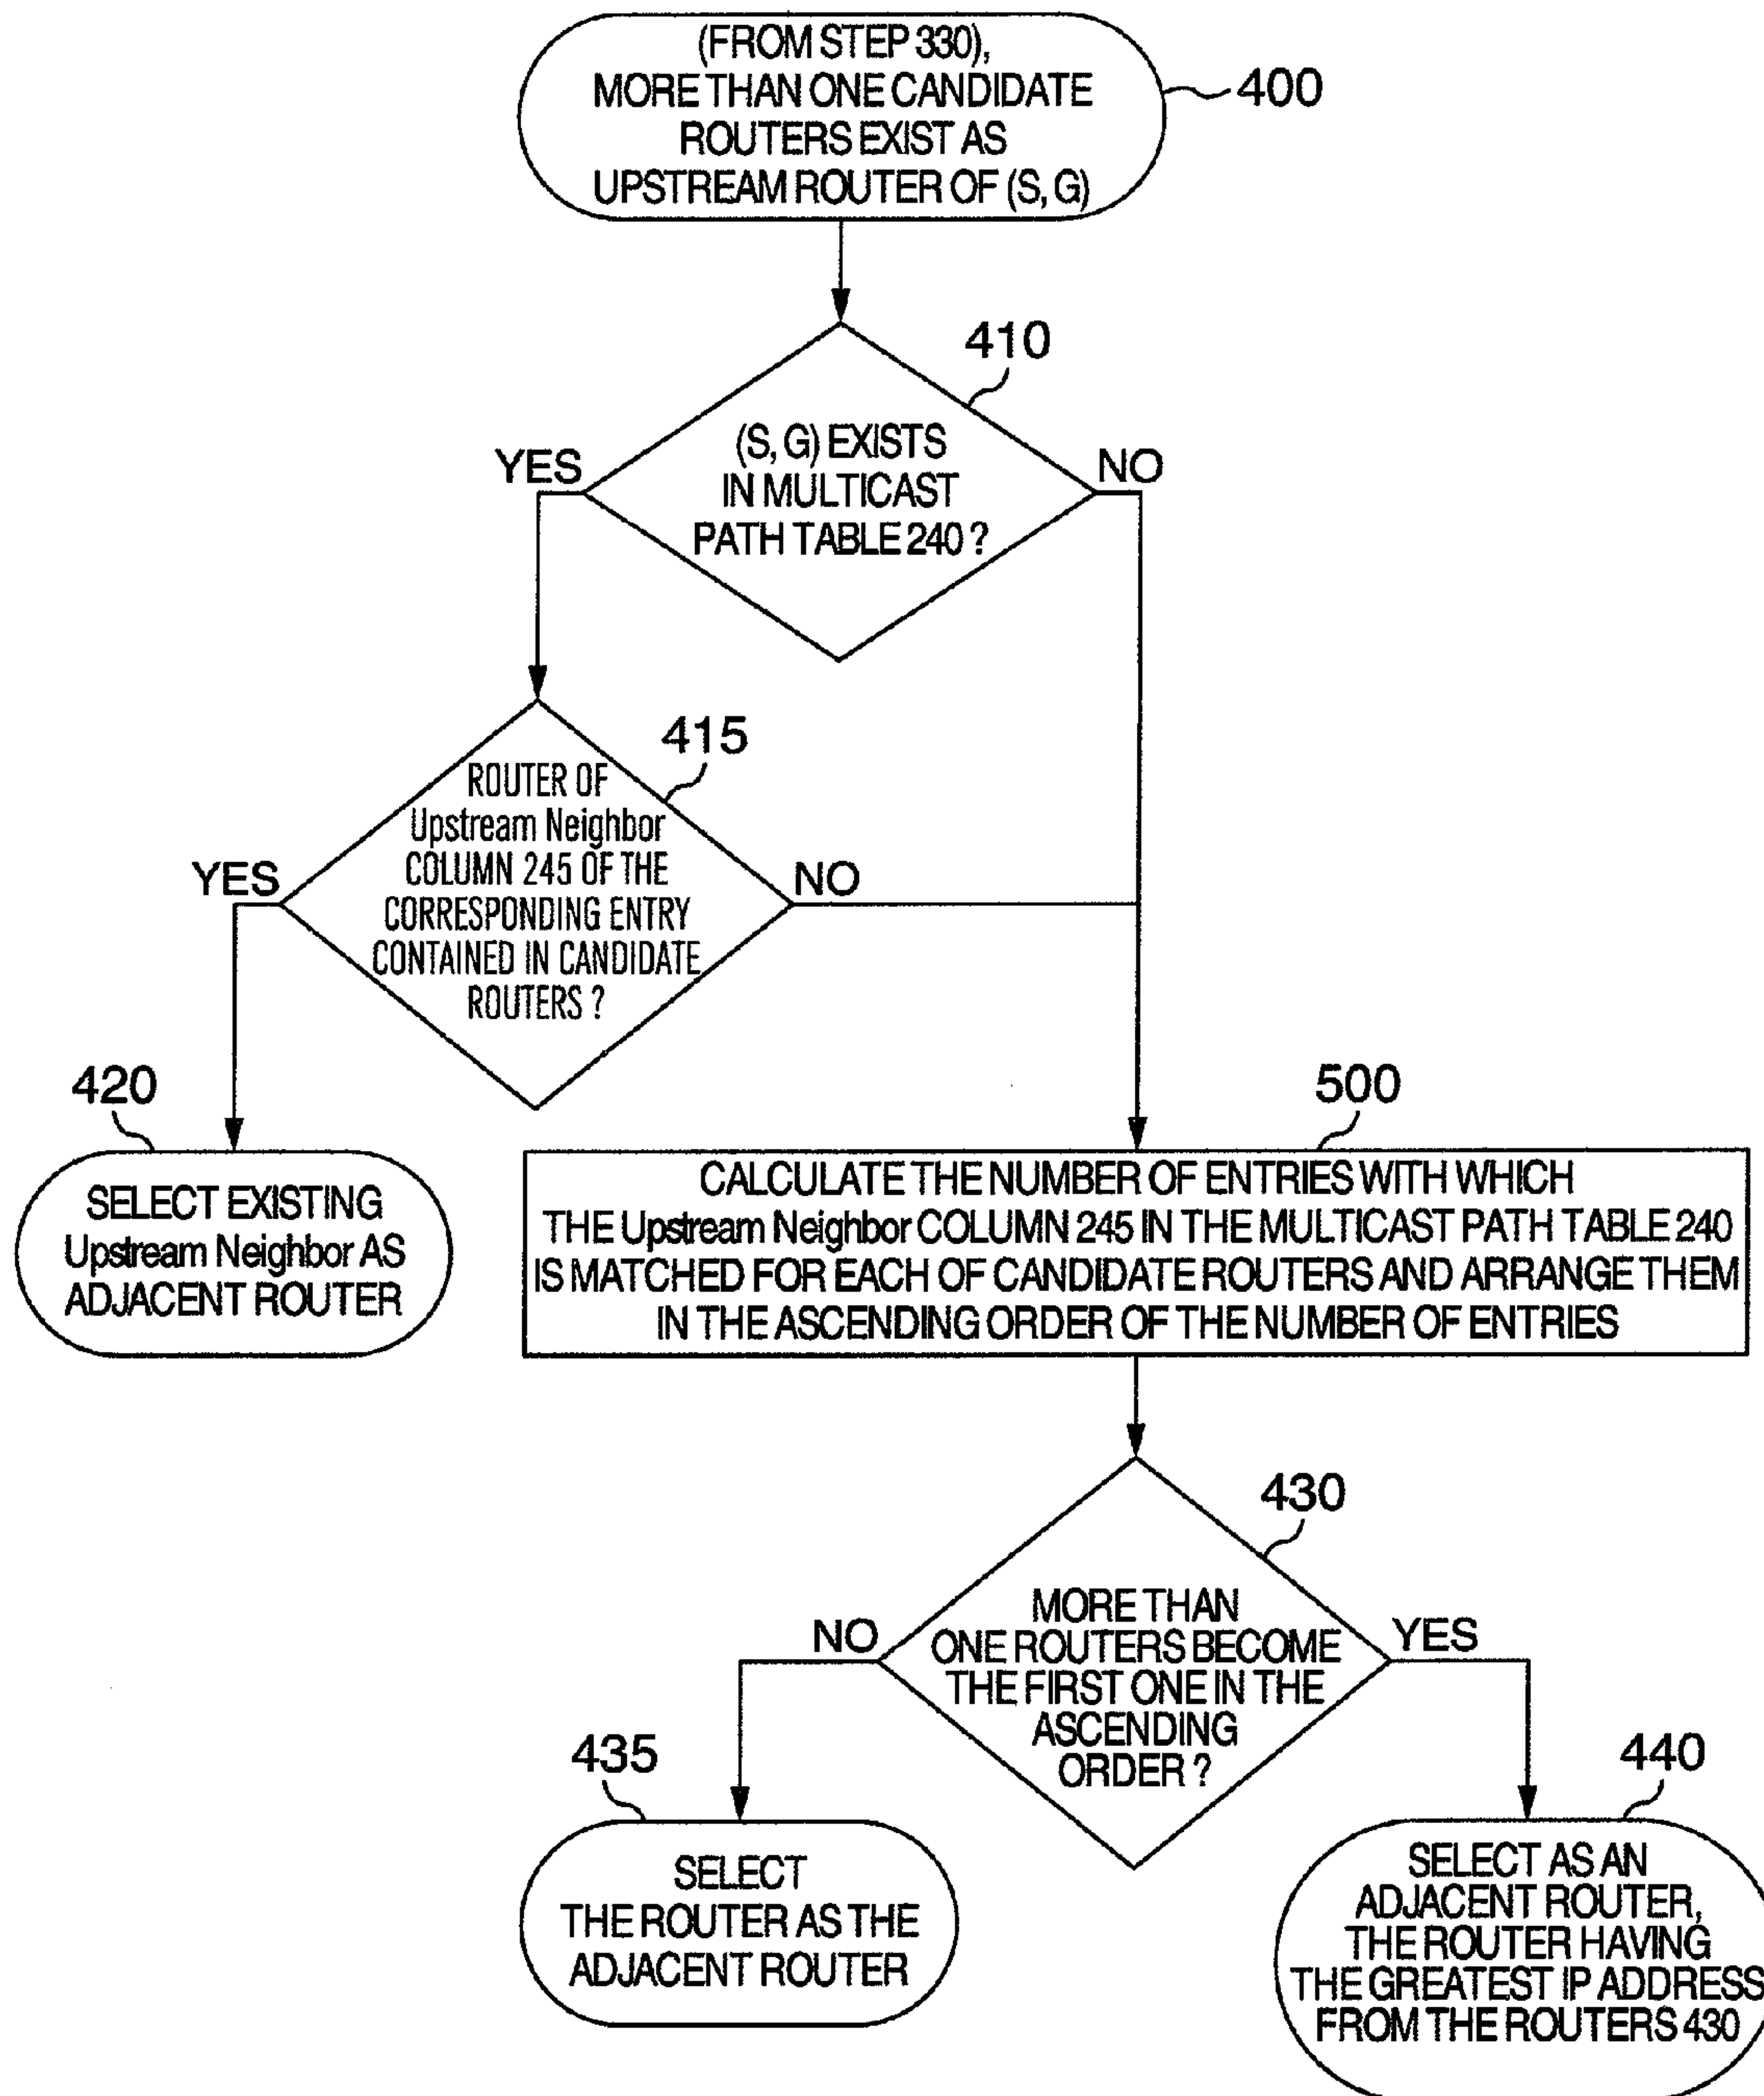 (FROM STEP 330),
MORE THAN ONE CANDIDATE
ROUTERS EXIST AS
UPSTREAM ROUTER OF (S, G)
400
410
(S, G) EXISTS
IN MULTICAST
PATH TABLE 240 ?
YES
NO
415
ROUTER OF
Upstream Neighbor
COLUMN 245 OF THE
CORRESPONDING ENTRY
CONTAINED IN CANDIDATE
ROUTERS ?
YES
NO
420
SELECT EXISTING
Upstream Neighbor AS
ADJACENT ROUTER
500
CALCULATE THE NUMBER OF ENTRIES WITH WHICH
THE Upstream Neighbor COLUMN 245 IN THE MULTICAST PATH TABLE 240
IS MATCHED FOR EACH OF CANDIDATE ROUTERS AND ARRANGE THEM
IN THE ASCENDING ORDER OF THE NUMBER OF ENTRIES
430
MORE THAN
ONE ROUTERS BECOME
THE FIRST ONE IN THE
ASCENDING
ORDER ?
NO
YES
435
SELECT
THE ROUTER AS THE
ADJACENT ROUTER
440
SELECT AS AN
ADJACENT ROUTER,
THE ROUTER HAVING
THE GREATEST IP ADDRESS
FROM THE ROUTERS 430